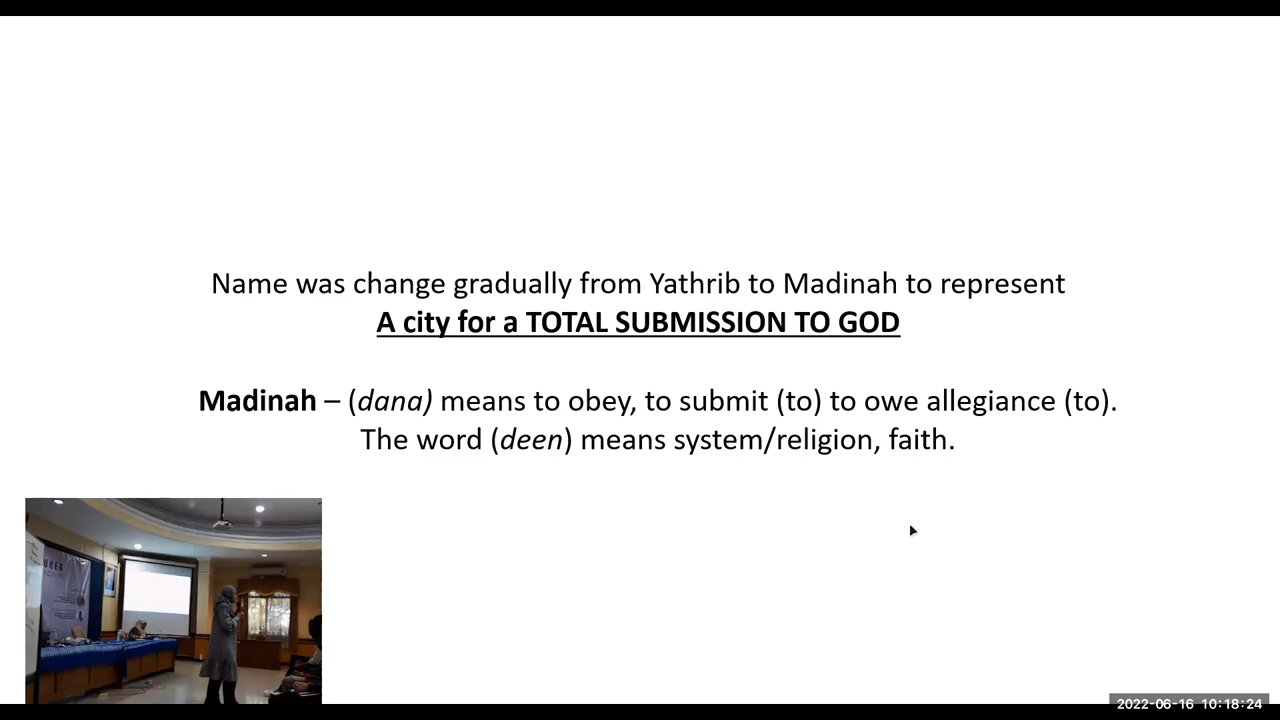 Name was change gradually from Yathrib to Madinah to represent
A city for a TOTAL SUBMISSION TO GOD
Madinah – (dana) means to obey, to submit (to) to owe allegiance (to).
The word (deen) means system/religion, faith.
2022-06-16 10:18:24